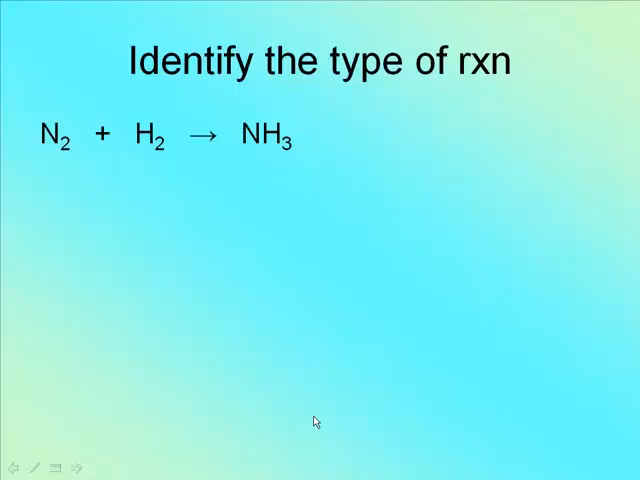 Identify the type of rxn
N₂ + H₂ → NH₃